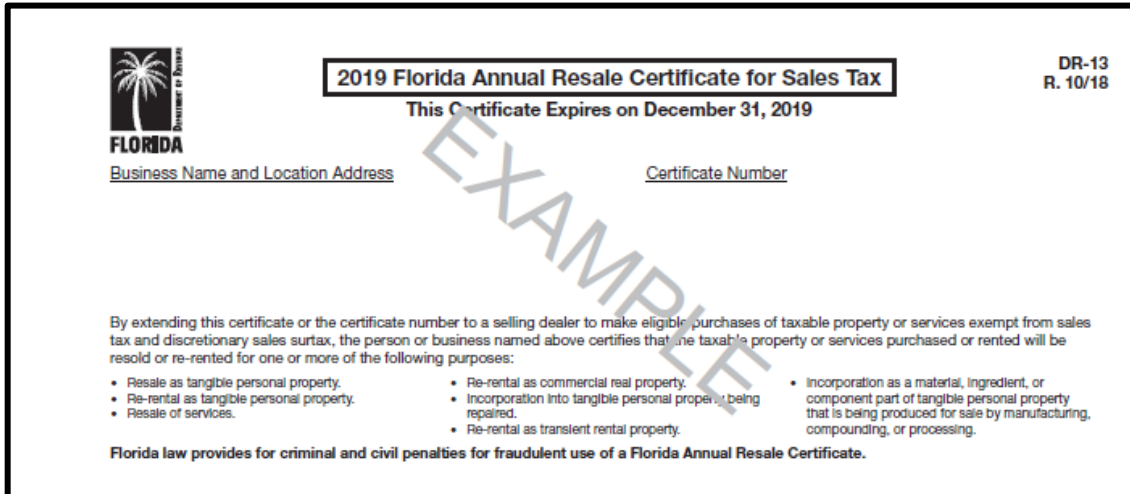 DEPARTMENT OF REVENUE
FLORIDA
2019 Florida Annual Resale Certificate for Sales Tax
This Certificate Expires on December 31, 2019
DR-13
R. 10/18
Business Name and Location Address
Certificate Number
EXAMPLE
By extending this certificate or the certificate number to a selling dealer to make eligible purchases of taxable property or services exempt from sales
tax and discretionary sales surtax, the person or business named above certifies that the taxable property or services purchased or rented will be
resold or re-rented for one or more of the following purposes:
• Resale as tangible personal property.
• Re-rental as tangible personal property.
• Resale of services.
• Re-rental as commercial real property.
• Incorporation into tangible personal property being
repaired.
• Re-rental as transient rental property.
• Incorporation as a material, ingredient, or
component part of tangible personal property
that is being produced for sale by manufacturing,
compounding, or processing.
Florida law provides for criminal and civil penalties for fraudulent use of a Florida Annual Resale Certificate.